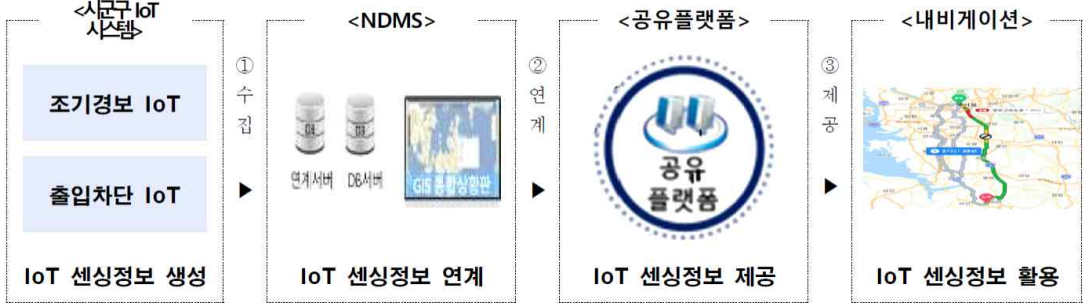 <시군구 IoT
시스템>
조기경보 IoT
출입차단 IoT
IoT 센싱정보 생성
①
수
집
▶
<NDMS>
DB
DB
연계서버
DB서버
GIS 통합상황판
IoT 센싱정보 연계
②
연
계
▶
<공유플랫폼>
공유
플랫폼
IoT 센싱정보 제공
③
제
공
▶
<내비게이션>
IoT 센싱정보 활용